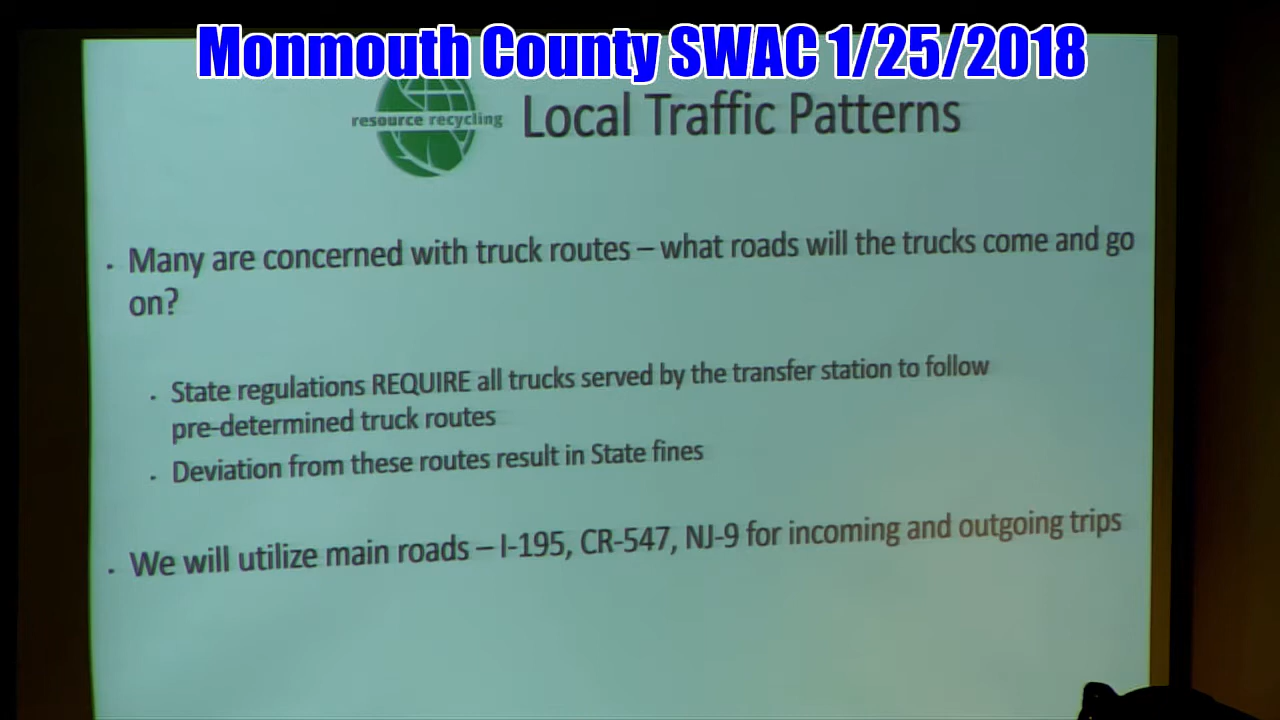 Monmouth County SWAC 1/25/2018
resource recycling
Local Traffic Patterns
· Many are concerned with truck routes – what roads will the trucks come and go
on?
· State regulations REQUIRE all trucks served by the transfer station to follow
pre-determined truck routes
· Deviation from these routes result in State fines
· We will utilize main roads – I-195, CR-547, NJ-9 for incoming and outgoing trips